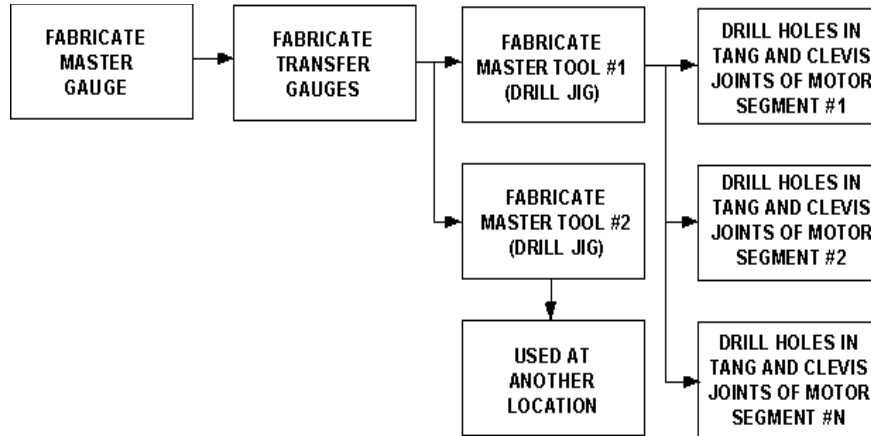 FABRICATE
MASTER
GAUGE
FABRICATE
TRANSFER
GAUGES
FABRICATE
MASTER TOOL #1
(DRILL JIG)
DRILL HOLES IN
TANG AND CLEVIS
JOINTS OF MOTOR
SEGMENT #1
FABRICATE
MASTER TOOL #2
(DRILL JIG)
DRILL HOLES IN
TANG AND CLEVIS
JOINTS OF MOTOR
SEGMENT #2
USED AT
ANOTHER
LOCATION
DRILL HOLES IN
TANG AND CLEVIS
JOINTS OF MOTOR
SEGMENT #N